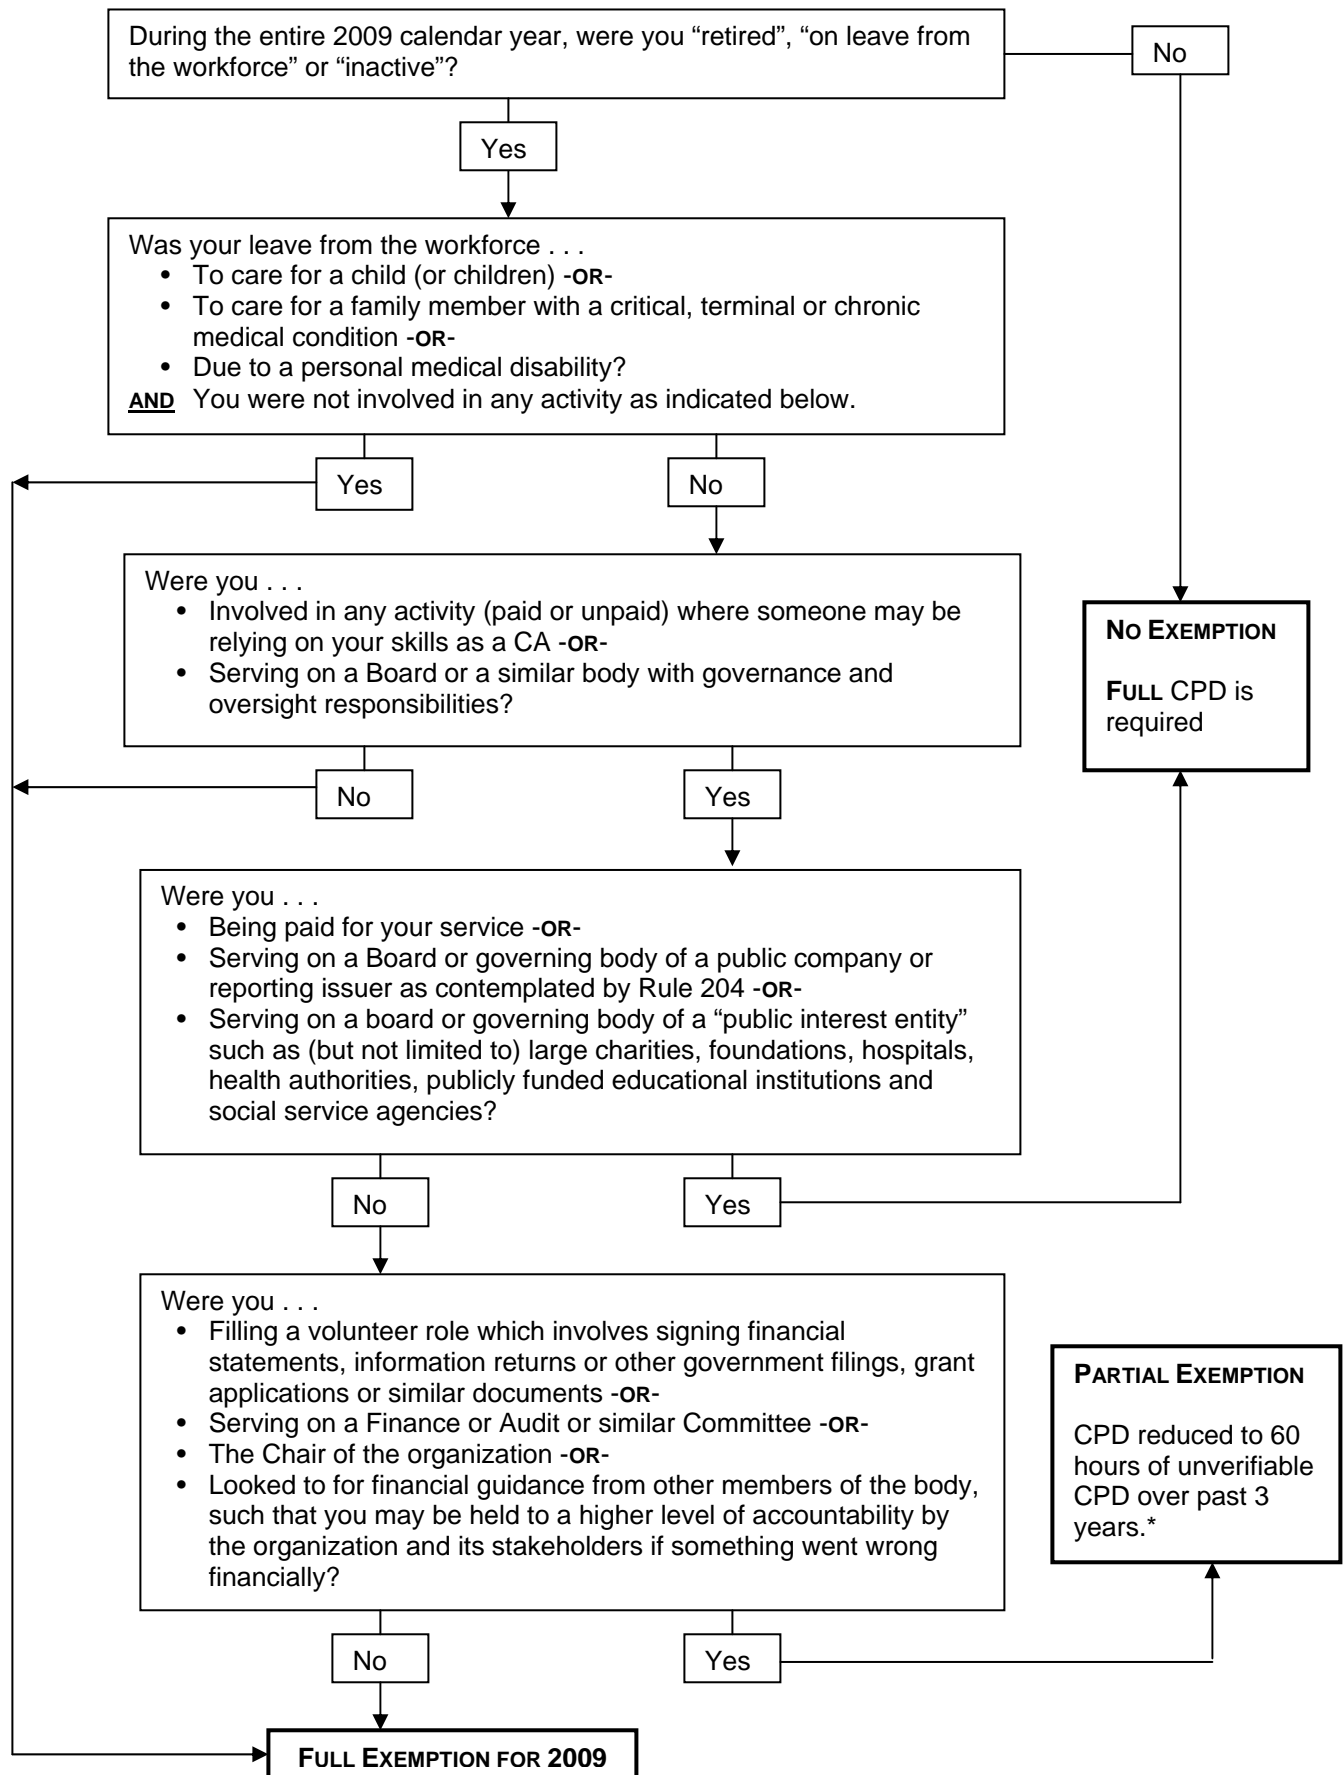 During the entire 2009 calendar year, were you “retired”, “on leave from
the workforce” or “inactive”?
No
Yes
Was your leave from the workforce . . .
• To care for a child (or children) -OR-
• To care for a family member with a critical, terminal or chronic
medical condition -OR-
• Due to a personal medical disability?
AND You were not involved in any activity as indicated below.
Yes
No
Were you . . .
• Involved in any activity (paid or unpaid) where someone may be
relying on your skills as a CA -OR-
• Serving on a Board or a similar body with governance and
oversight responsibilities?
NO EXEMPTION
FULL CPD is
required
No
Yes
Were you . . .
• Being paid for your service -OR-
• Serving on a Board or governing body of a public company or
reporting issuer as contemplated by Rule 204 -OR-
• Serving on a board or governing body of a “public interest entity”
such as (but not limited to) large charities, foundations, hospitals,
health authorities, publicly funded educational institutions and
social service agencies?
No
Yes
Were you . . .
• Filling a volunteer role which involves signing financial
statements, information returns or other government filings, grant
applications or similar documents -OR-
• Serving on a Finance or Audit or similar Committee -OR-
• The Chair of the organization -OR-
• Looked to for financial guidance from other members of the body,
such that you may be held to a higher level of accountability by
the organization and its stakeholders if something went wrong
financially?
PARTIAL EXEMPTION
CPD reduced to 60
hours of unverifiable
CPD over past 3
years.*
No
Yes
FULL EXEMPTION FOR 2009